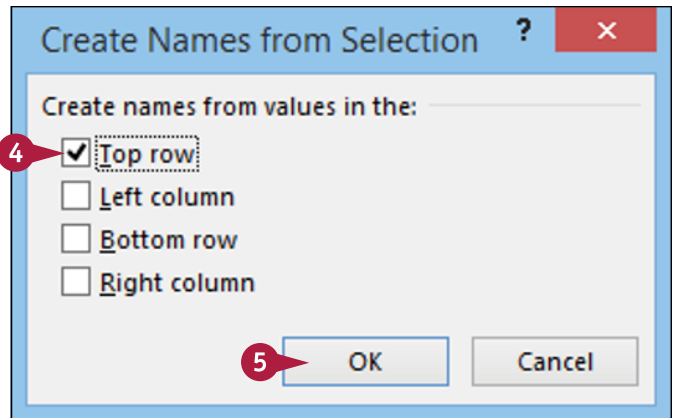 Create Names from Selection ? ×
Create names from values in the:
4 Top row
Left column
Bottom row
Right column
5 OK Cancel